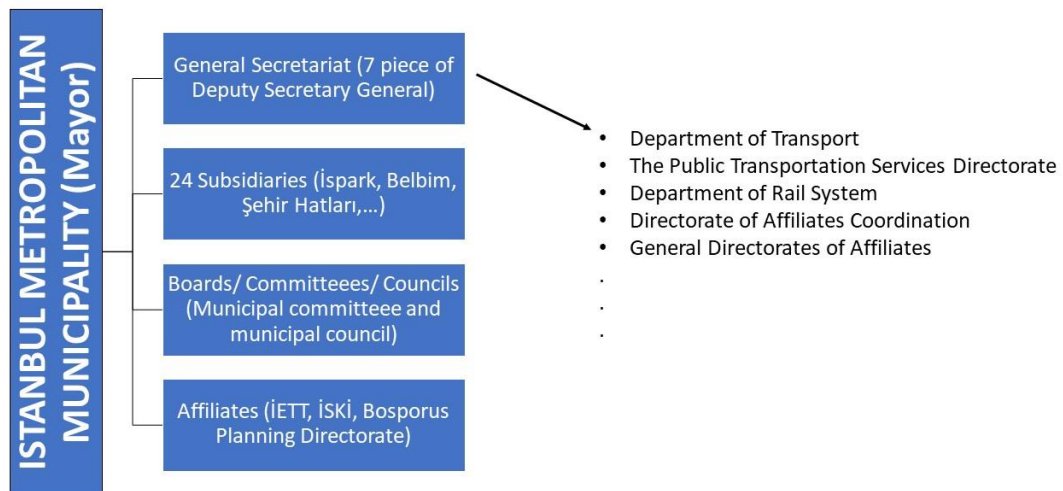 ISTANBUL METROPOLITAN
MUNICIPALITY (Mayor)
General Secretariat (7 piece of
Deputy Secretary General)
24 Subsidiaries (İspark, Belbim,
Şehir Hatları,...)
Boards/ Committeees/ Councils
(Municipal committeee and
municipal council)
Affiliates (İETT, İSKİ, Bosporus
Planning Directorate)
• Department of Transport
• The Public Transportation Services Directorate
• Department of Rail System
• Directorate of Affiliates Coordination
• General Directorates of Affiliates
.
.
.